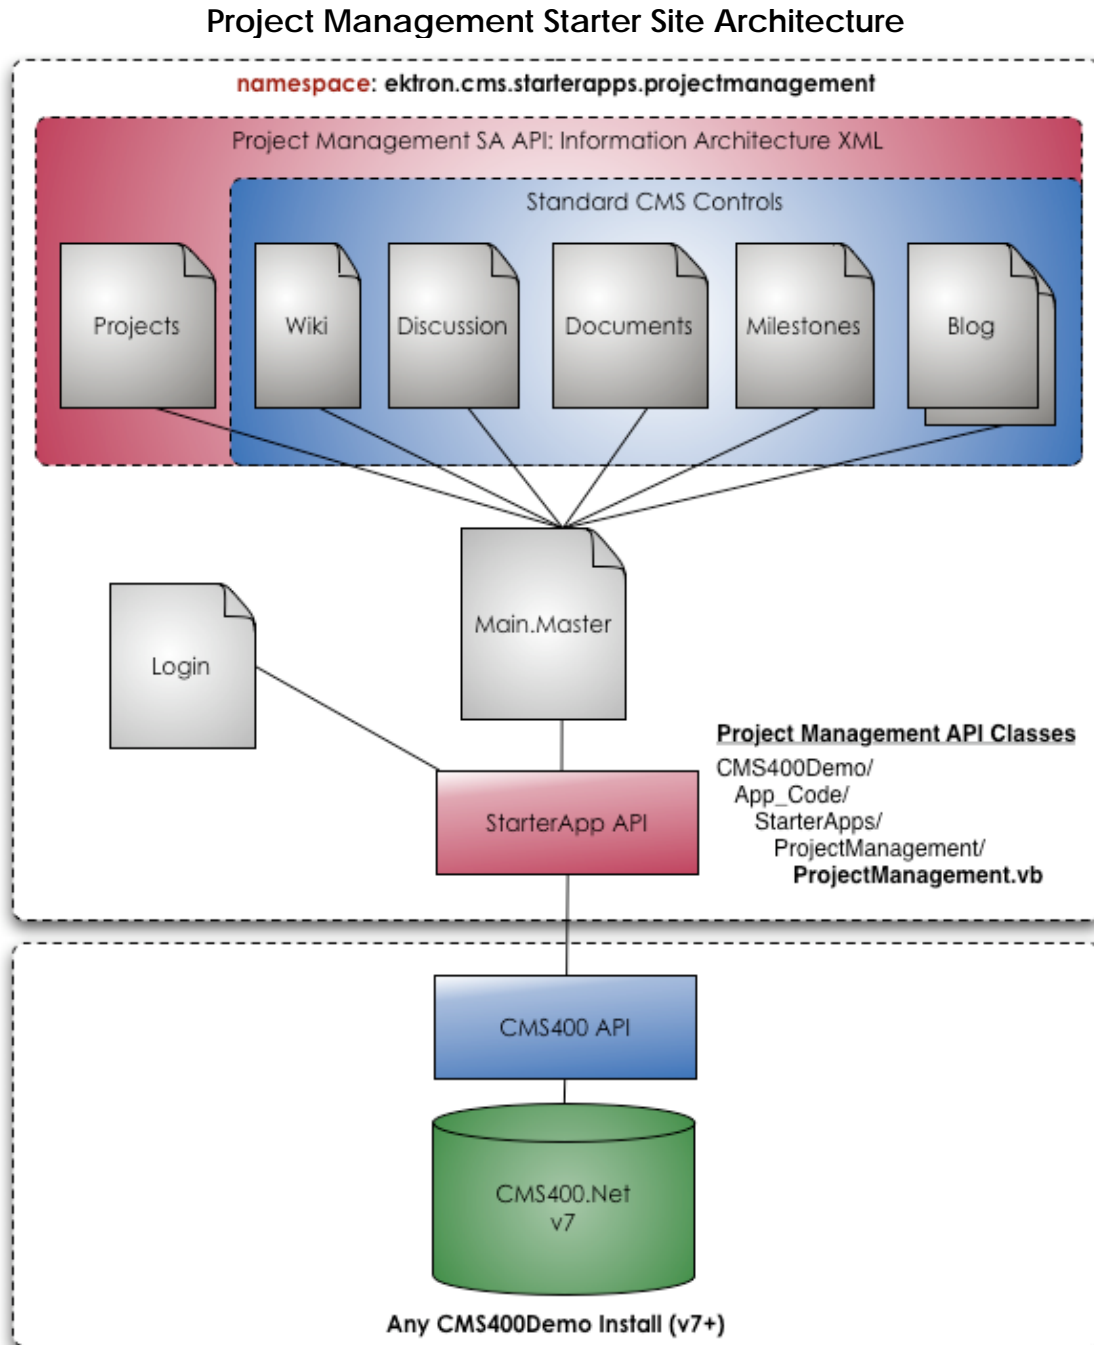 Project Management Starter Site Architecture
namespace: ektron.cms.starterapps.projectmanagement
Project Management SA API: Information Architecture XML
Standard CMS Controls
Projects
Wiki
Discussion
Documents
Milestones
Blog
Main.Master
Login
Project Management API Classes
CMS400Demo/
App_Code/
StarterApps/
ProjectManagement/
ProjectManagement.vb
StarterApp API
CMS400 API
CMS400.Net
v7
Any CMS400Demo Install (v7+)